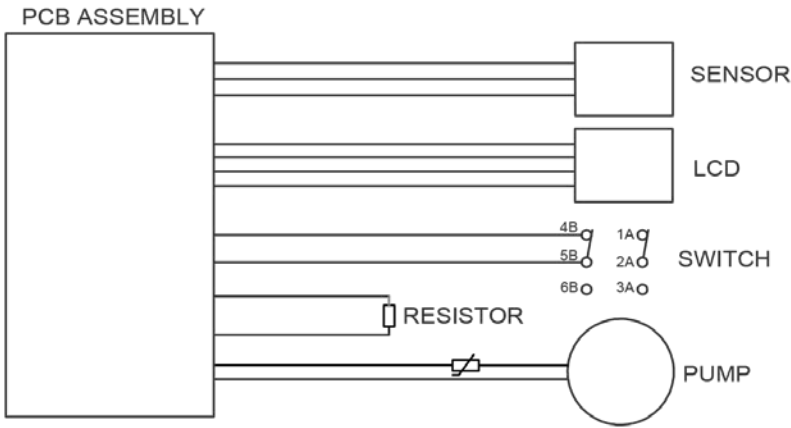 PCB ASSEMBLY
SENSOR
LCD
4B 1A
5B 2A SWITCH
6B 3A
RESISTOR
PUMP